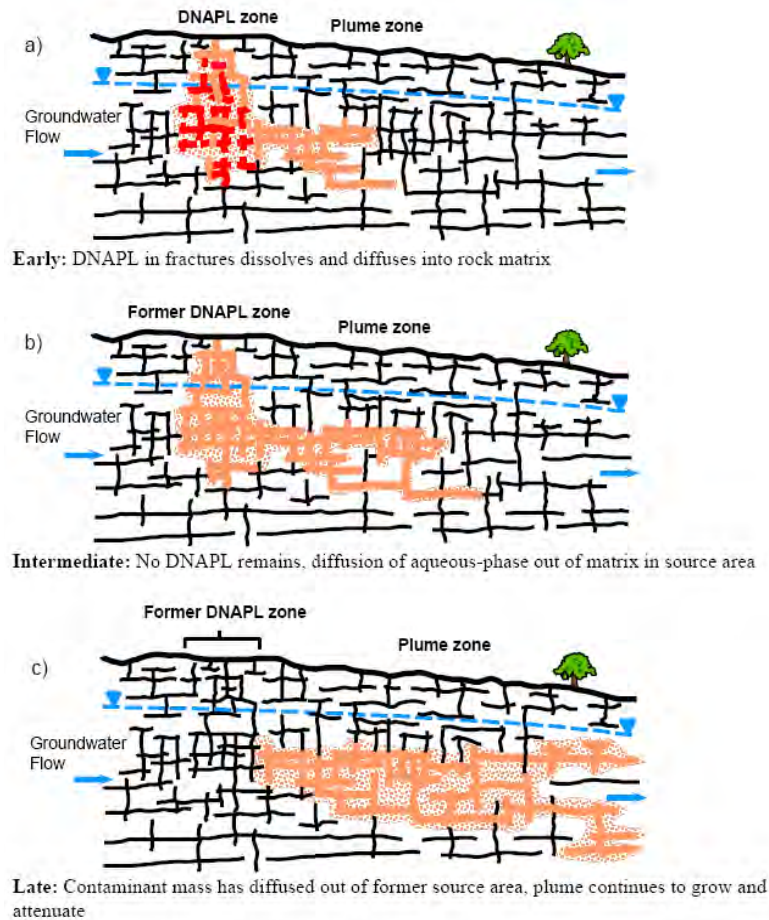 DNAPL zone
Plume zone
a)
Groundwater
Flow
Early: DNAPL in fractures dissolves and diffuses into rock matrix
Former DNAPL zone
Plume zone
b)
Groundwater
Flow
Intermediate: No DNAPL remains, diffusion of aqueous-phase out of matrix in source area
Former DNAPL zone
Plume zone
c)
Groundwater
Flow
Late: Contaminant mass has diffused out of former source area, plume continues to grow and
attenuate